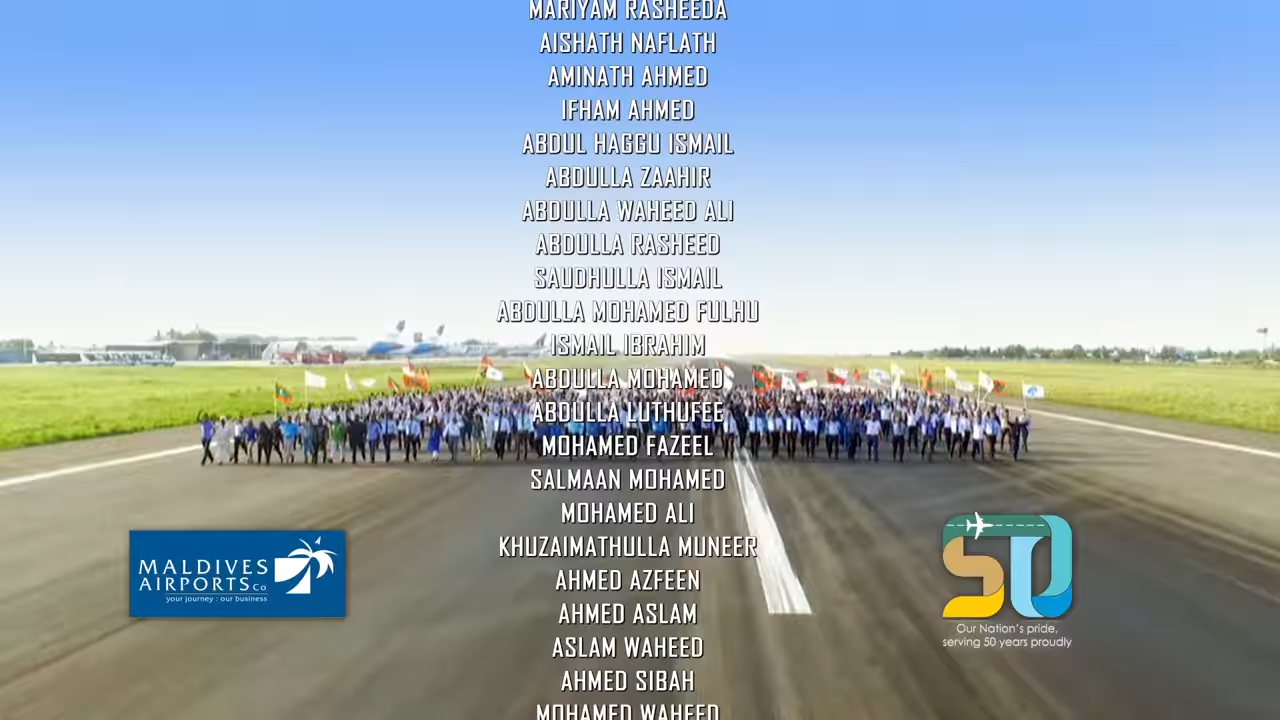 MARIYAM RASHEEDA
AISHATH NAFLATH
AMINATH AHMED
IFHAM AHMED
ABDUL HAGGU ISMAIL
ABDULLA ZAAHIR
ABDULLA WAHEED ALI
ABDULLA RASHEED
SAUDHULLA ISMAIL
ABDULLA MOHAMED FULHU
ISMAIL IBRAHIM
ABDULLA MOHAMED
ABDULLA LUTHUFEE
MOHAMED FAZEEL
SALMAAN MOHAMED
MOHAMED ALI
KHUZAIMATHULLA MUNEER
AHMED AZFEEN
AHMED ASLAM
ASLAM WAHEED
AHMED SIBAH
MOHAMED WAHEED
MALDIVES
AIRPORTS Co
your journey : our business
50
Our Nation's pride,
serving 50 years proudly